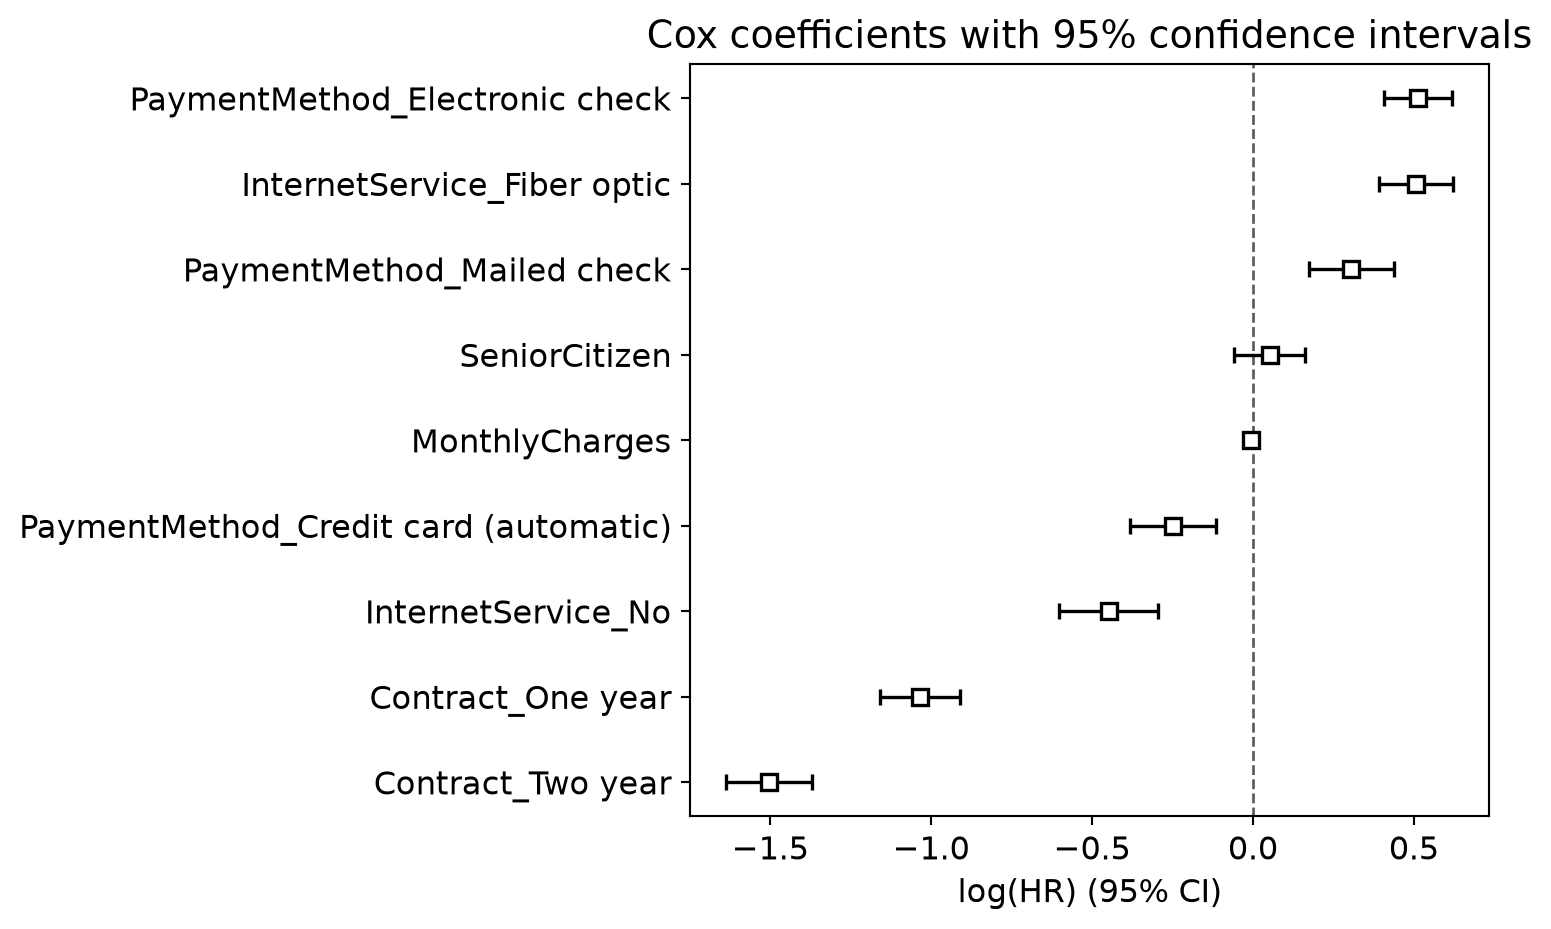 Cox coefficients with 95% confidence intervals
PaymentMethod_Electronic check
InternetService_Fiber optic
PaymentMethod_Mailed check
SeniorCitizen
MonthlyCharges
PaymentMethod_Credit card (automatic)
InternetService_No
Contract_One year
Contract_Two year
−1.5 −1.0 −0.5 0.0 0.5
log(HR) (95% CI)